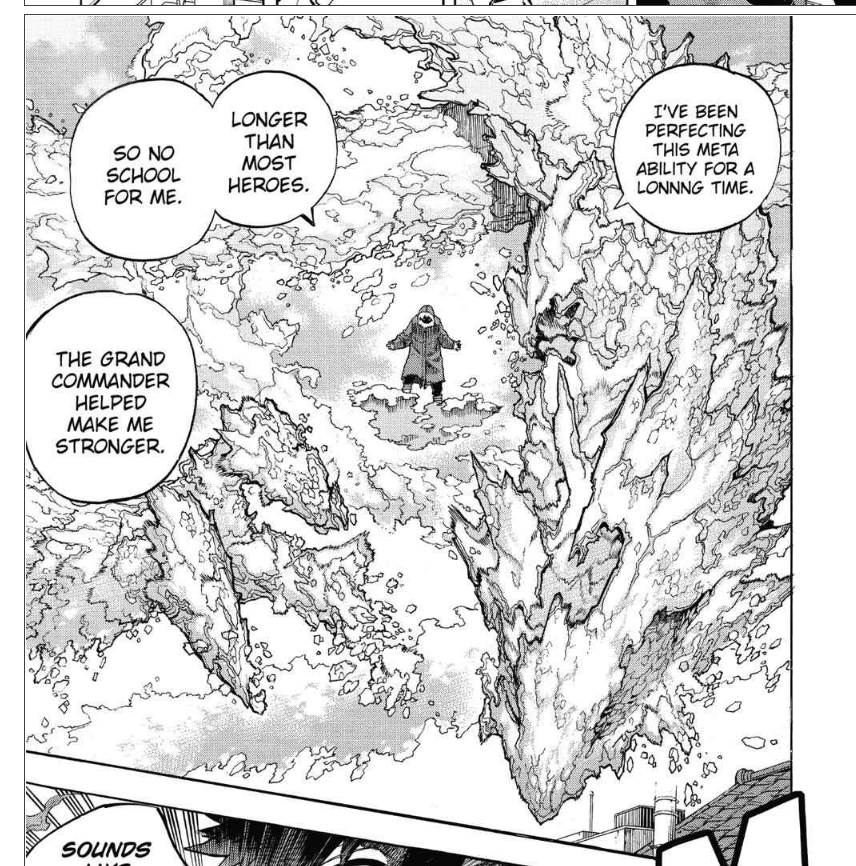 I'VE BEEN
PERFECTING
THIS META
ABILITY FOR A
LONNNG TIME.
LONGER
THAN
MOST
HEROES.
SO NO
SCHOOL
FOR ME.
THE GRAND
COMMANDER
HELPED
MAKE ME
STRONGER.
SOUNDS